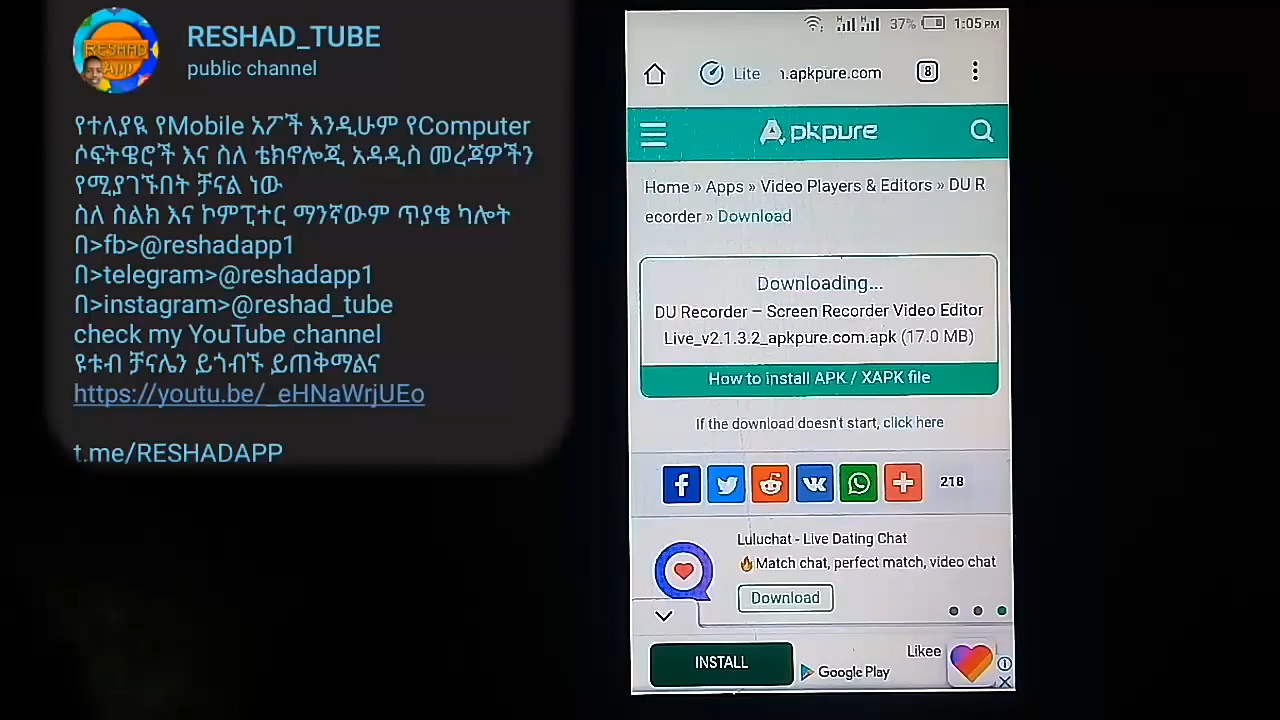 RESHAD
APP
RESHAD_TUBE
public channel
የተለያዪ የMobile አፖች እንዲሁም የComputer
ሶፍትዌሮች እና ስለ ቴክኖሎጂ አዳዲስ መረጃዎችን
የሚያገኙበት ቻናል ነው
ስለ ስልክ እና ኮምፒተር ማንኛውም ጥያቄ ካሎት
በ>fb>@reshadapp1
በ>telegram>@reshadapp1
በ>instagram>@reshad_tube
check my YouTube channel
ዩቱብ ቻናሌን ይጎብኙ ይጠቅማልና
https://youtu.be/_eHNaWrjUEo
t.me/RESHADAPP
37% 1:05 PM
Lite .apkpure.com 8
Apkpure
Home » Apps » Video Players & Editors » DU R
ecorder » Download
Downloading...
DU Recorder – Screen Recorder Video Editor
Live_v2.1.3.2_apkpure.com.apk (17.0 MB)
How to install APK / XAPK file
If the download doesn't start, click here
218
Luluchat - Live Dating Chat
🔥Match chat, perfect match, video chat
Download
INSTALL
Google Play
Likee